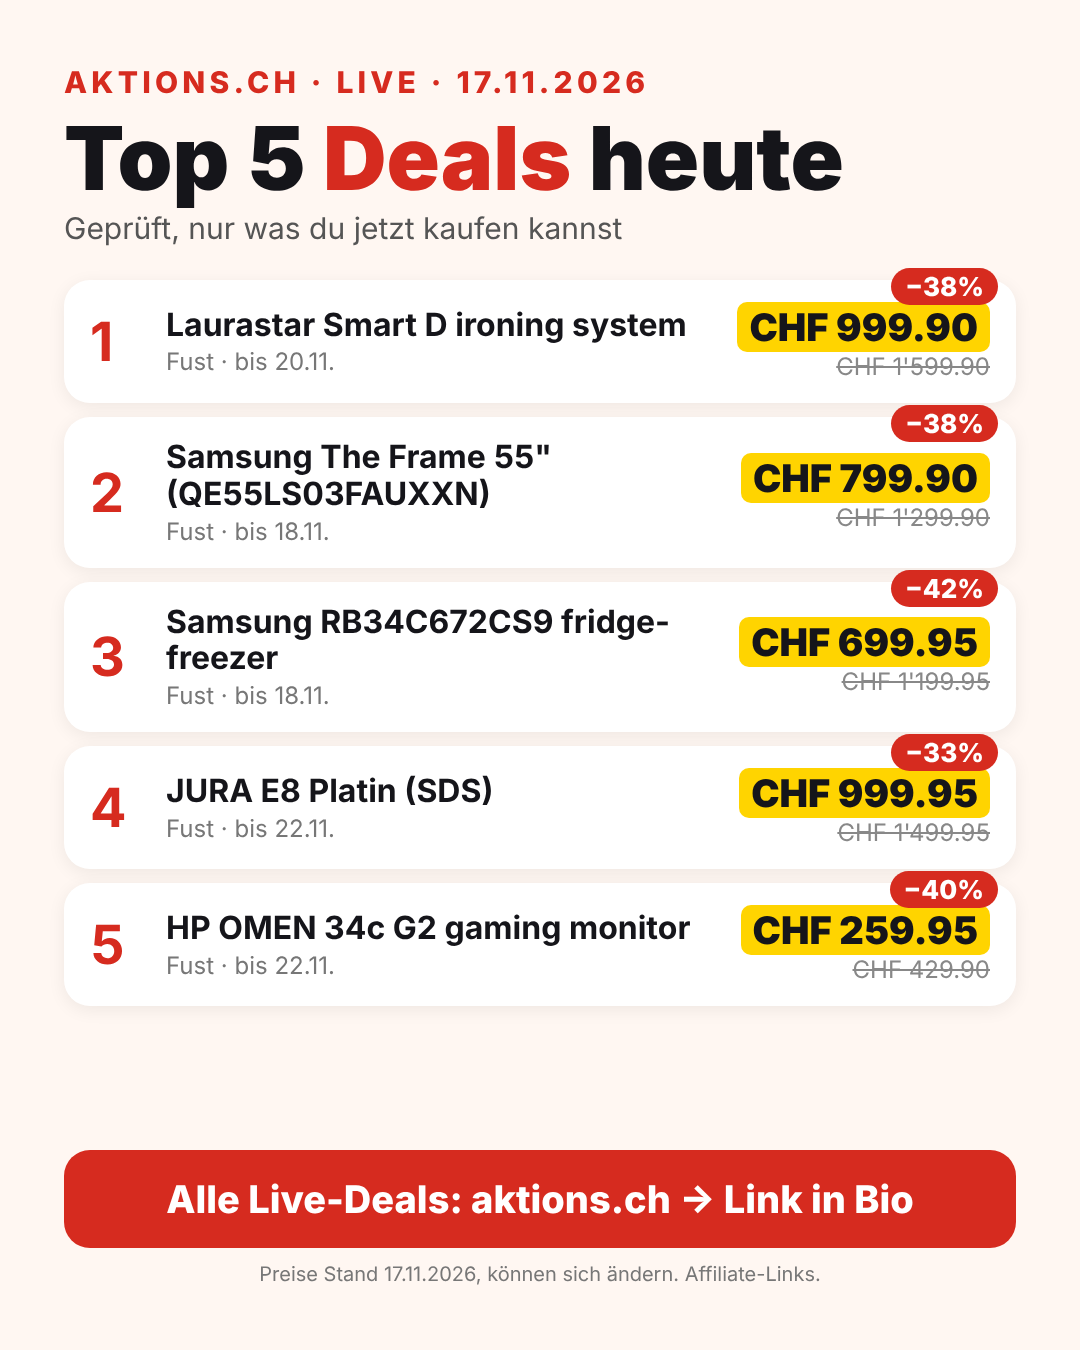 AKTIONS.CH · LIVE · 17.11.2026
Top 5 Deals heute
Geprüft, nur was du jetzt kaufen kannst
−38%
1
Laurastar Smart D ironing system
Fust · bis 20.11.
CHF 999.90
CHF 1'599.90
−38%
2
Samsung The Frame 55"
(QE55LS03FAUXXN)
Fust · bis 18.11.
CHF 799.90
CHF 1'299.90
−42%
3
Samsung RB34C672CS9 fridge-
freezer
Fust · bis 18.11.
CHF 699.95
CHF 1'199.95
−33%
4
JURA E8 Platin (SDS)
Fust · bis 22.11.
CHF 999.95
CHF 1'499.95
−40%
5
HP OMEN 34c G2 gaming monitor
Fust · bis 22.11.
CHF 259.95
CHF 429.90
Alle Live-Deals: aktions.ch → Link in Bio
Preise Stand 17.11.2026, können sich ändern. Affiliate-Links.